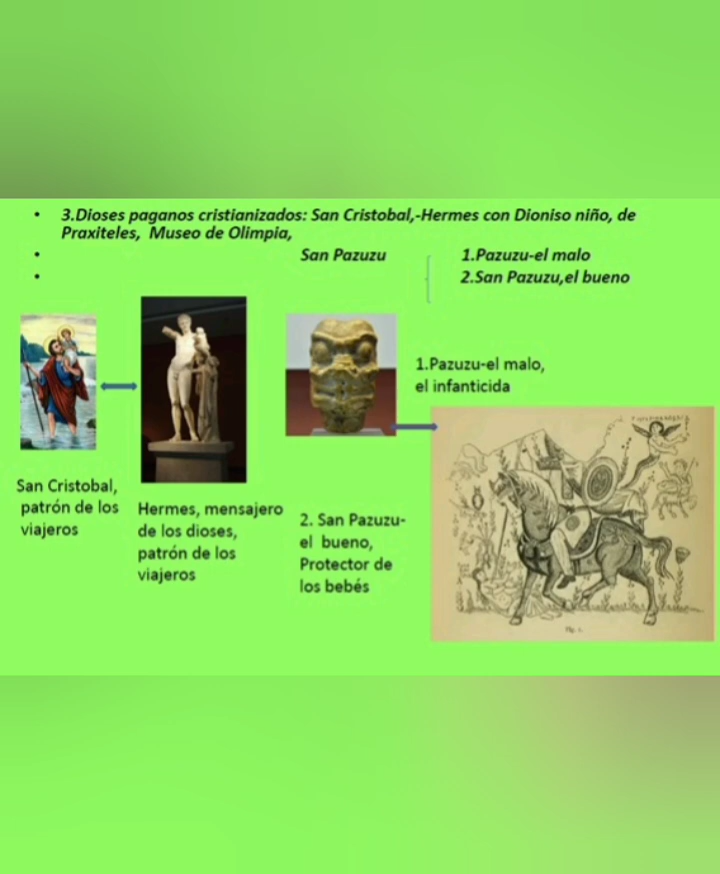 • 3.Dioses paganos cristianizados: San Cristobal,-Hermes con Dioniso niño, de
Praxiteles, Museo de Olimpia,
• San Pazuzu 1.Pazuzu-el malo
• 2.San Pazuzu,el bueno
1.Pazuzu-el malo,
el infanticida
San Cristobal,
patrón de los
viajeros
Hermes, mensajero
de los dioses,
patrón de los
viajeros
2. San Pazuzu-
el bueno,
Protector de
los bebés